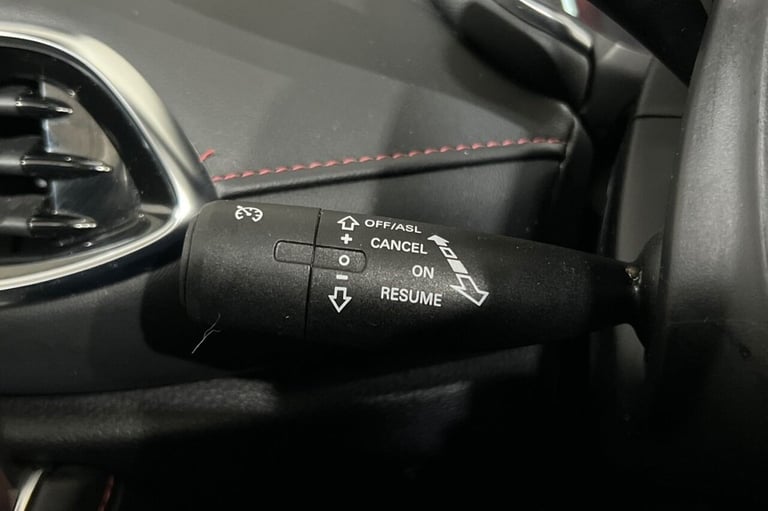 OFF/ASL
+ CANCEL
O ON
- RESUME